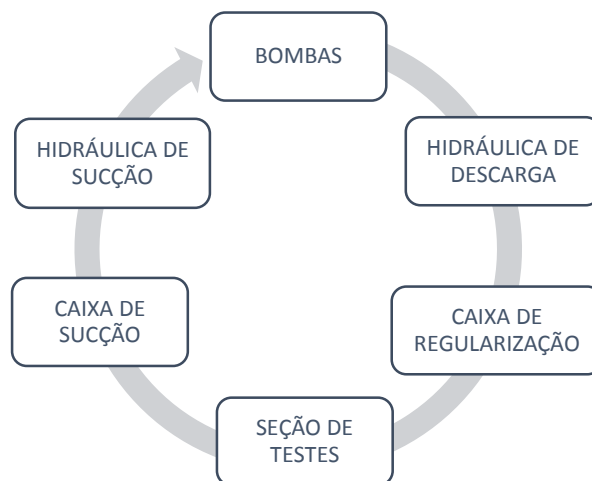 BOMBAS
HIDRÁULICA DE
DESCARGA
CAIXA DE
REGULARIZAÇÃO
SEÇÃO DE
TESTES
CAIXA DE
SUCÇÃO
HIDRÁULICA DE
SUCÇÃO